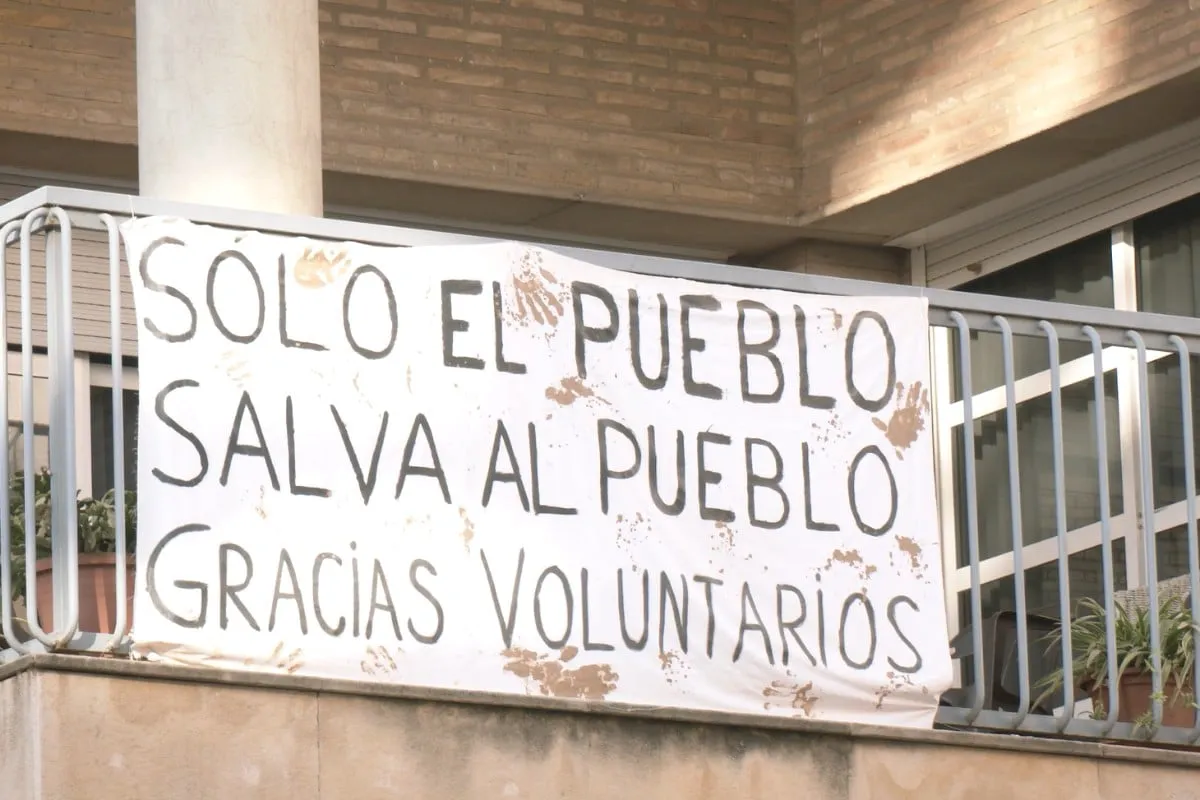 SOLO EL PUEBLO
SALVA AL PUEBLO
GRACIAS VOLUNTARIOS